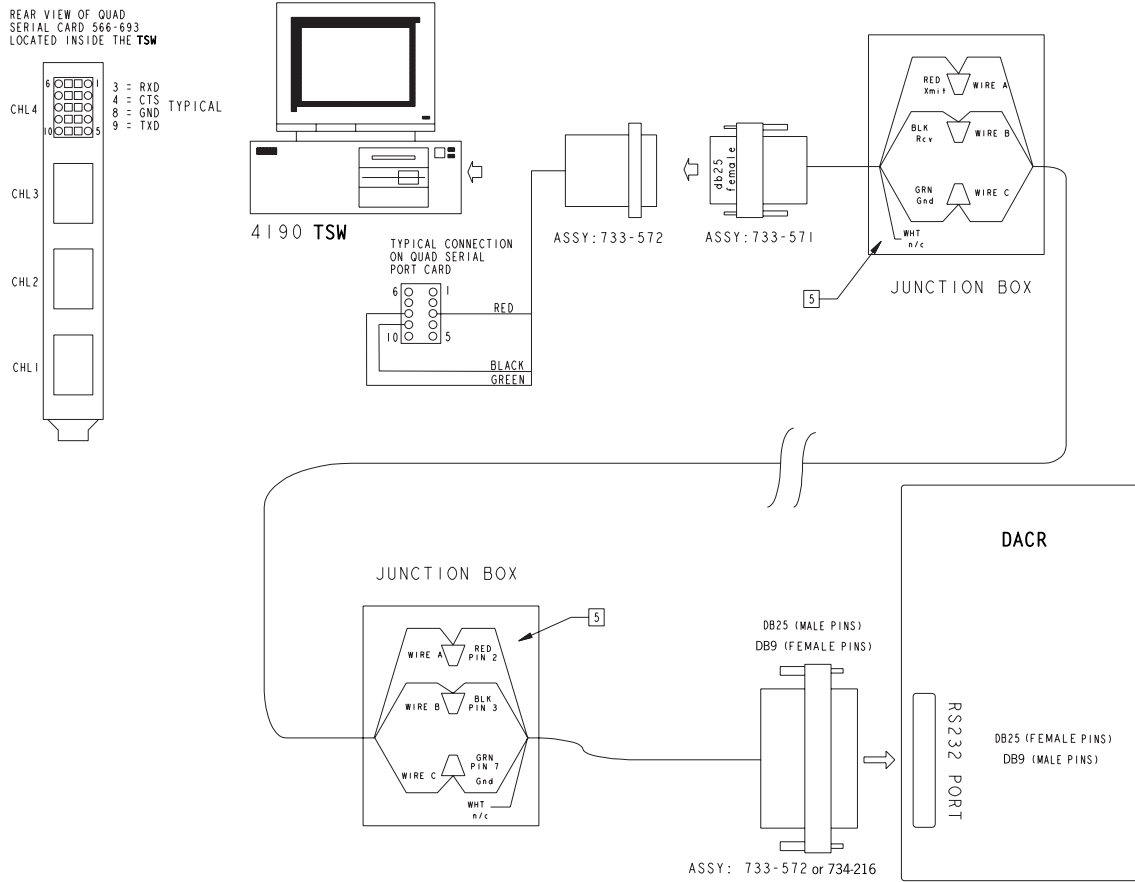 REAR VIEW OF QUAD
SERIAL CARD 566-693
LOCATED INSIDE THE TSW
6 1
10 5
CHL4
3 = RXD
4 = CTS
8 = GND
9 = TXD
TYPICAL
CHL3
CHL2
CHL1
4190 TSW
TYPICAL CONNECTION
ON QUAD SERIAL
PORT CARD
6 1
10 5
RED
BLACK
GREEN
ASSY:733-572
db25
female
ASSY:733-571
RED
Xmit
WIRE A
BLK
Rcv
WIRE B
GRN
Gnd
WIRE C
WHT
n/c
5
JUNCTION BOX
JUNCTION BOX
5
WIRE A
RED
PIN 2
WIRE B
BLK
PIN 3
WIRE C
GRN
PIN 7
Gnd
WHT
n/c
DB25 (MALE PINS)
DB9 (FEMALE PINS)
ASSY: 733-572 or 734-216
DACR
RS232 PORT
DB25 (FEMALE PINS)
DB9 (MALE PINS)